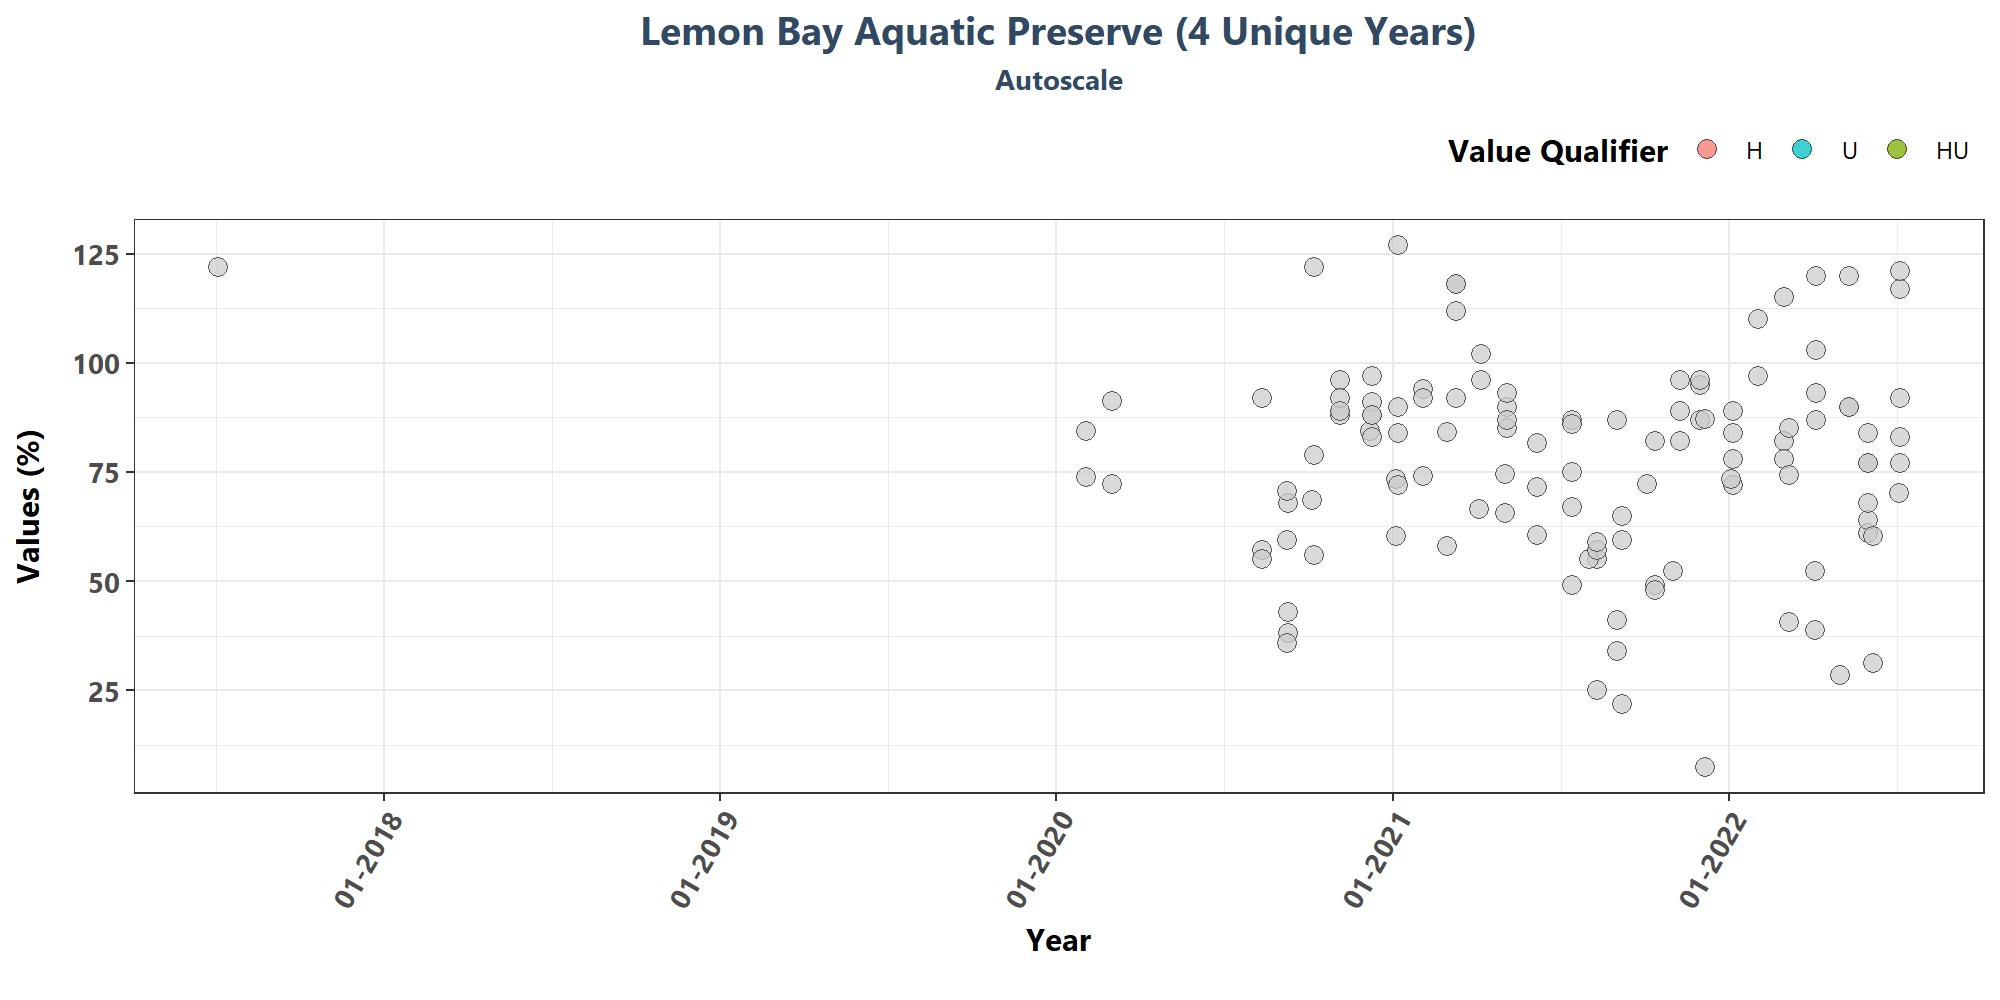 Lemon Bay Aquatic Preserve (4 Unique Years)
Autoscale
Value Qualifier H U HU
Values (%)
125
100
75
50
25
01-2018 01-2019 01-2020 01-2021 01-2022
Year